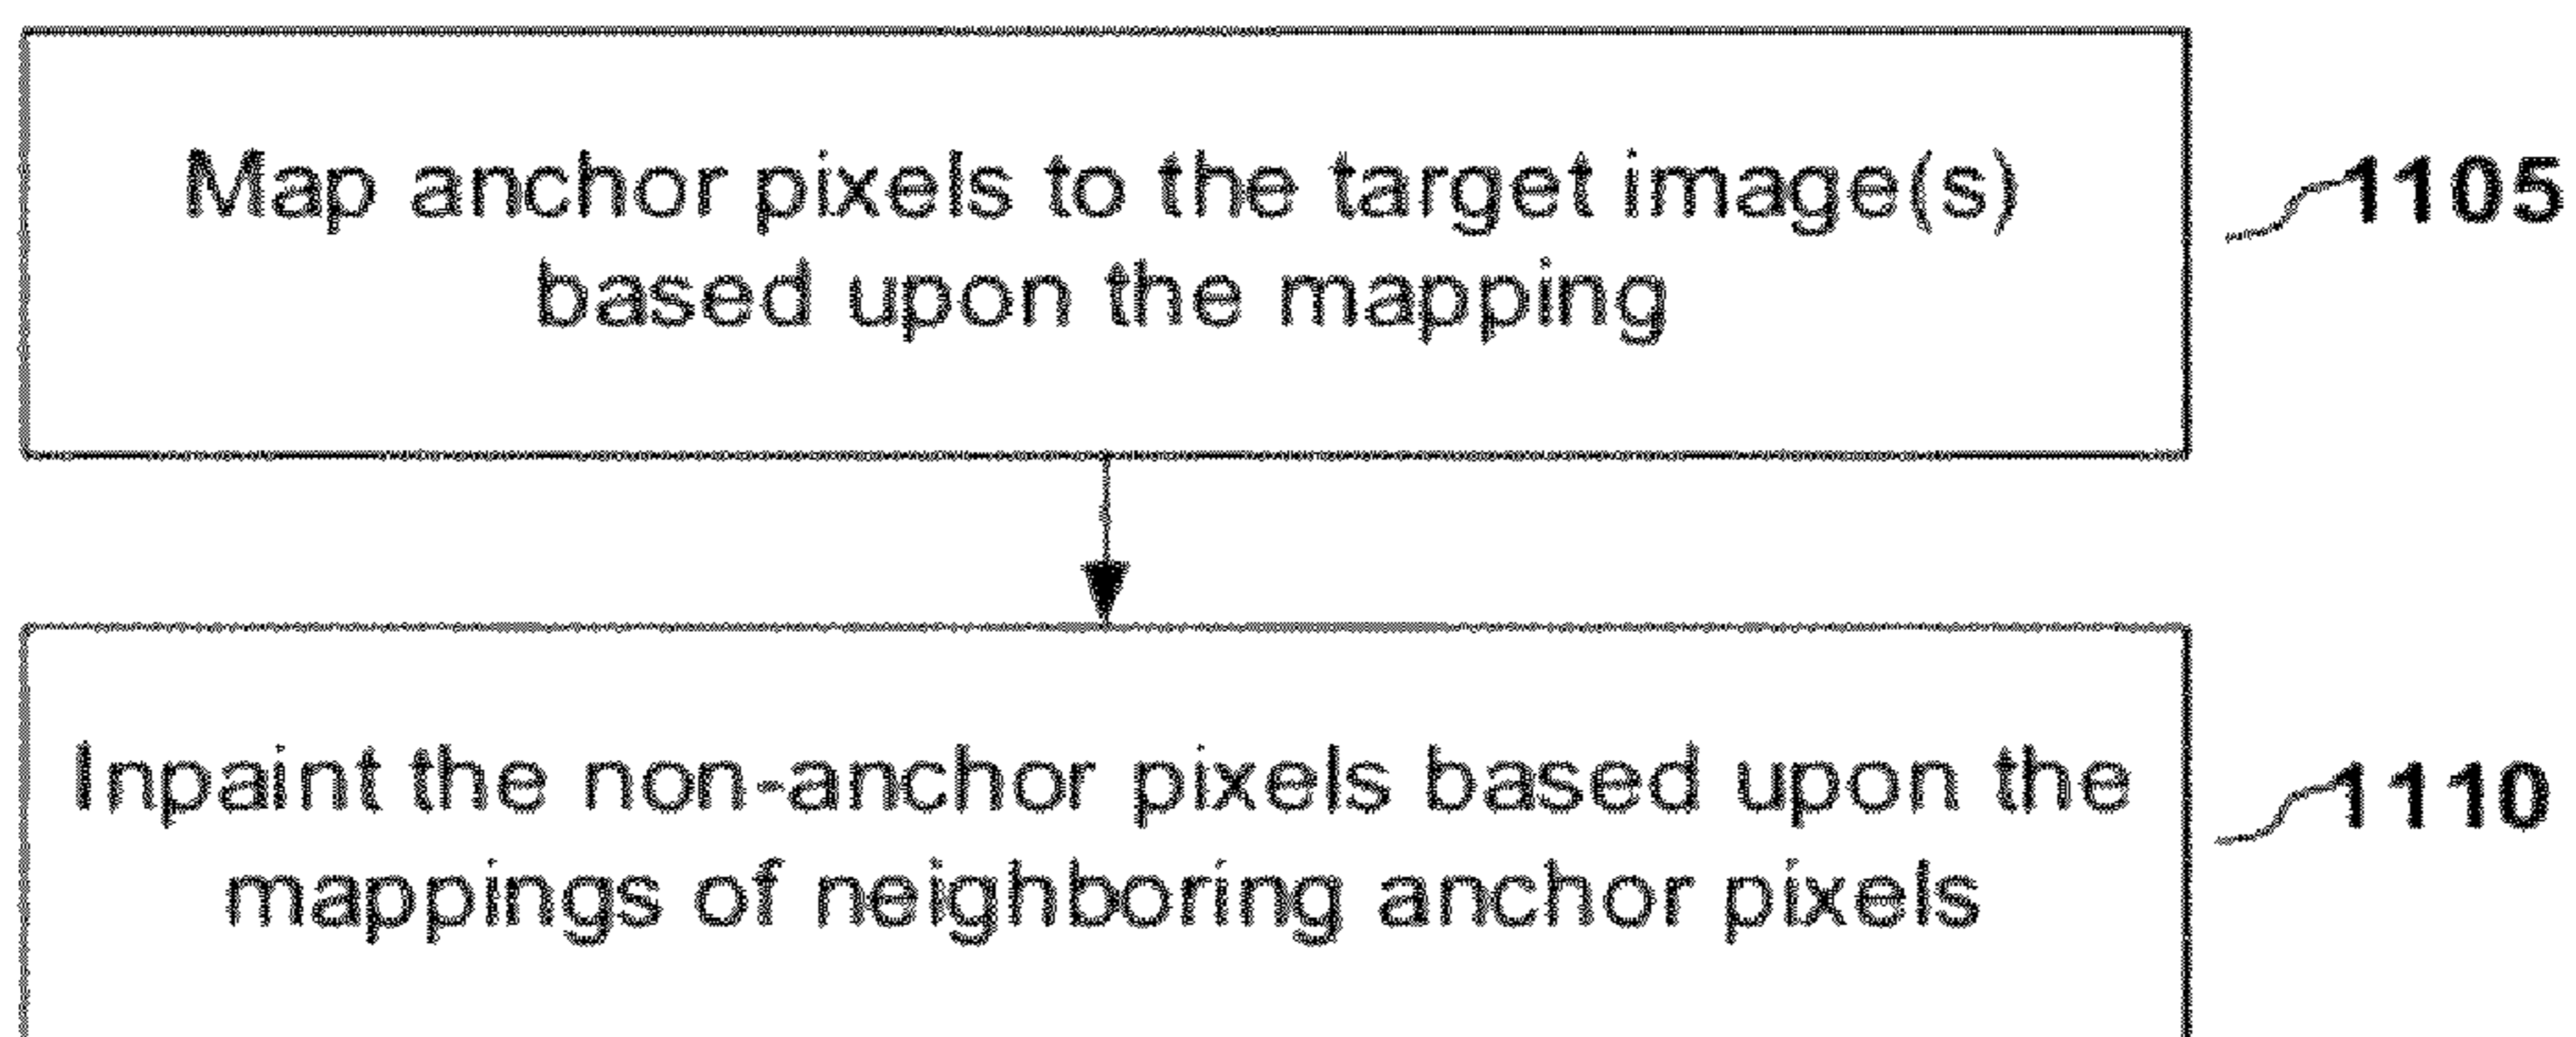 Map anchor pixels to the target image(s)
based upon the mapping
1105
Inpaint the non-anchor pixels based upon the
mappings of neighboring anchor pixels
1110